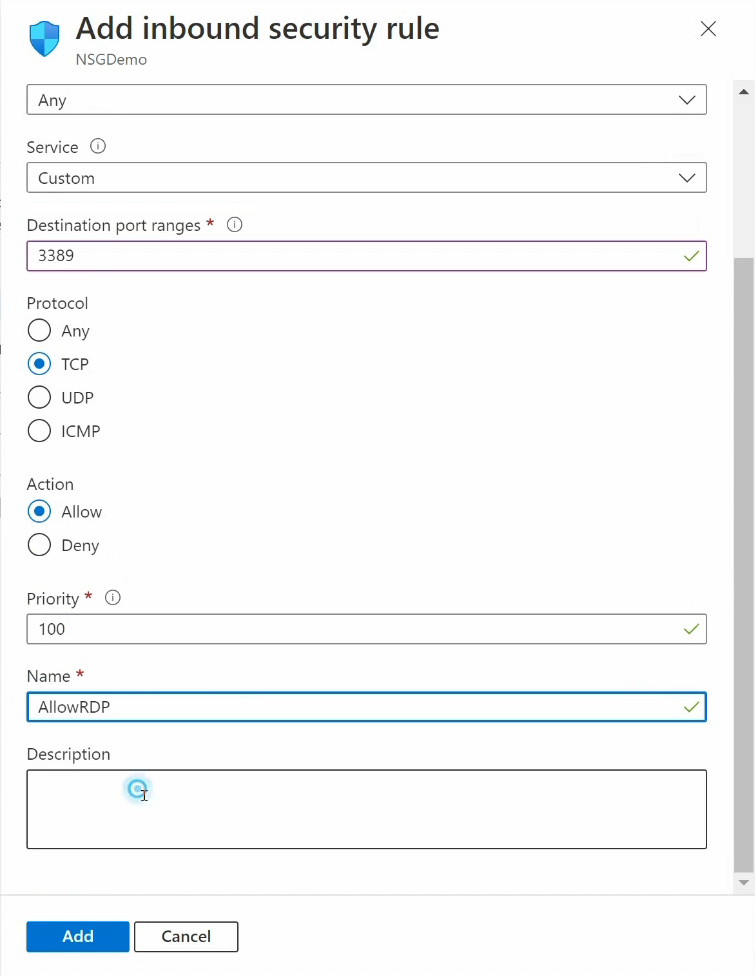 Add inbound security rule
NSGDemo
Any
Service
Custom
Destination port ranges *
3389
Protocol
Any
TCP
UDP
ICMP
Action
Allow
Deny
Priority *
100
Name *
AllowRDP
Description
Add Cancel